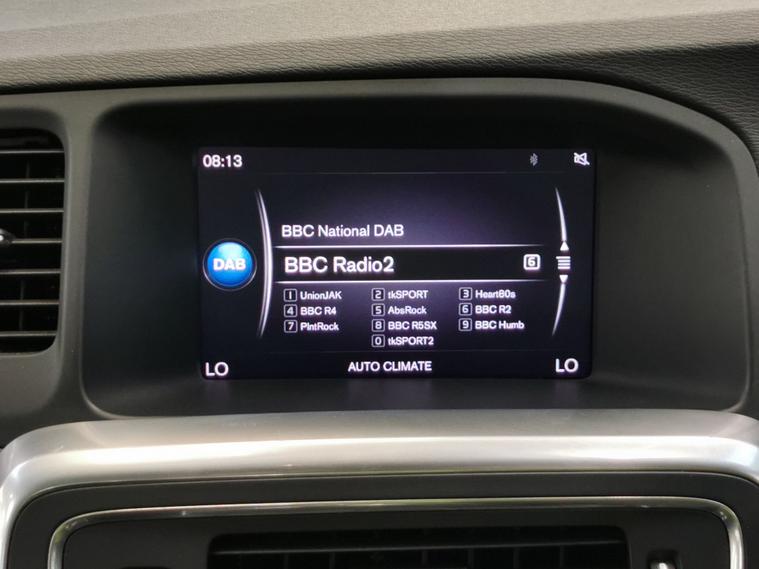 08:13
BBC National DAB
DAB
BBC Radio2 6
1 UnionJAK 2 tkSPORT 3 Heart80s
4 BBC R4 5 AbsRock 6 BBC R2
7 PlntRock 8 BBC R5SX 9 BBC Humb
0 tkSPORT2
LO AUTO CLIMATE LO